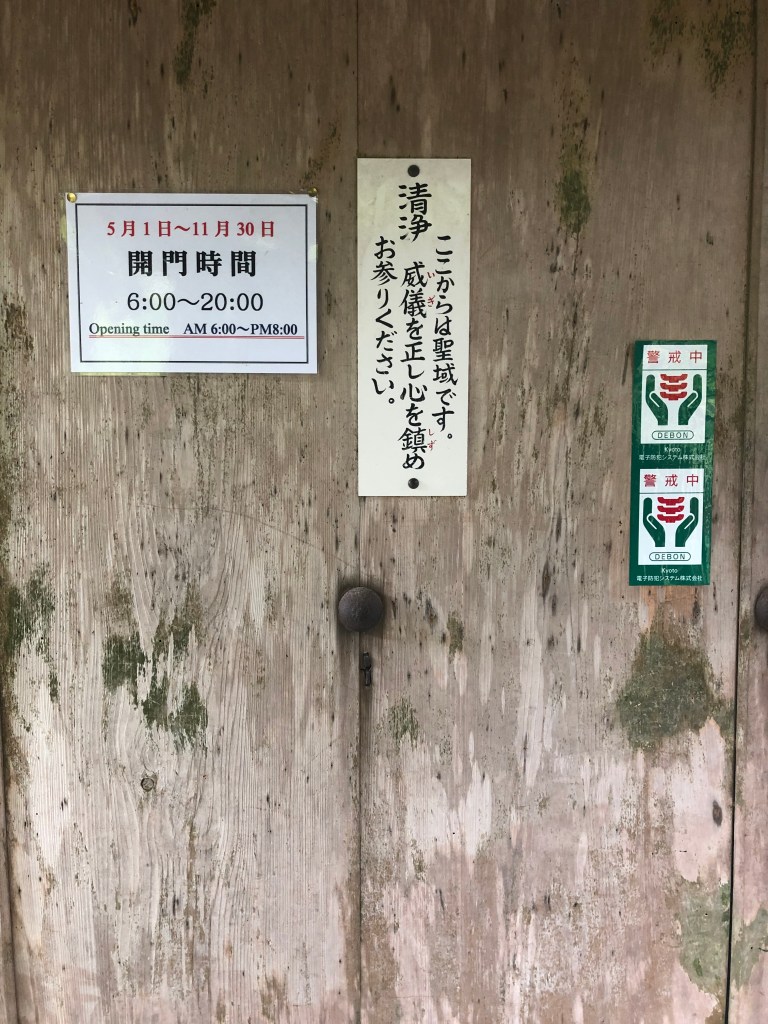 5月1日～11月30日
開門時間
6:00～20:00
Opening time AM 6:00～PM8:00
清浄
ここからは聖域です。
威儀を正し心を鎮め
いぎ
しず
お参りください。
警戒中
DEBON
Kyoto
電子防犯システム株式会社
警戒中
DEBON
Kyoto
電子防犯システム株式会社